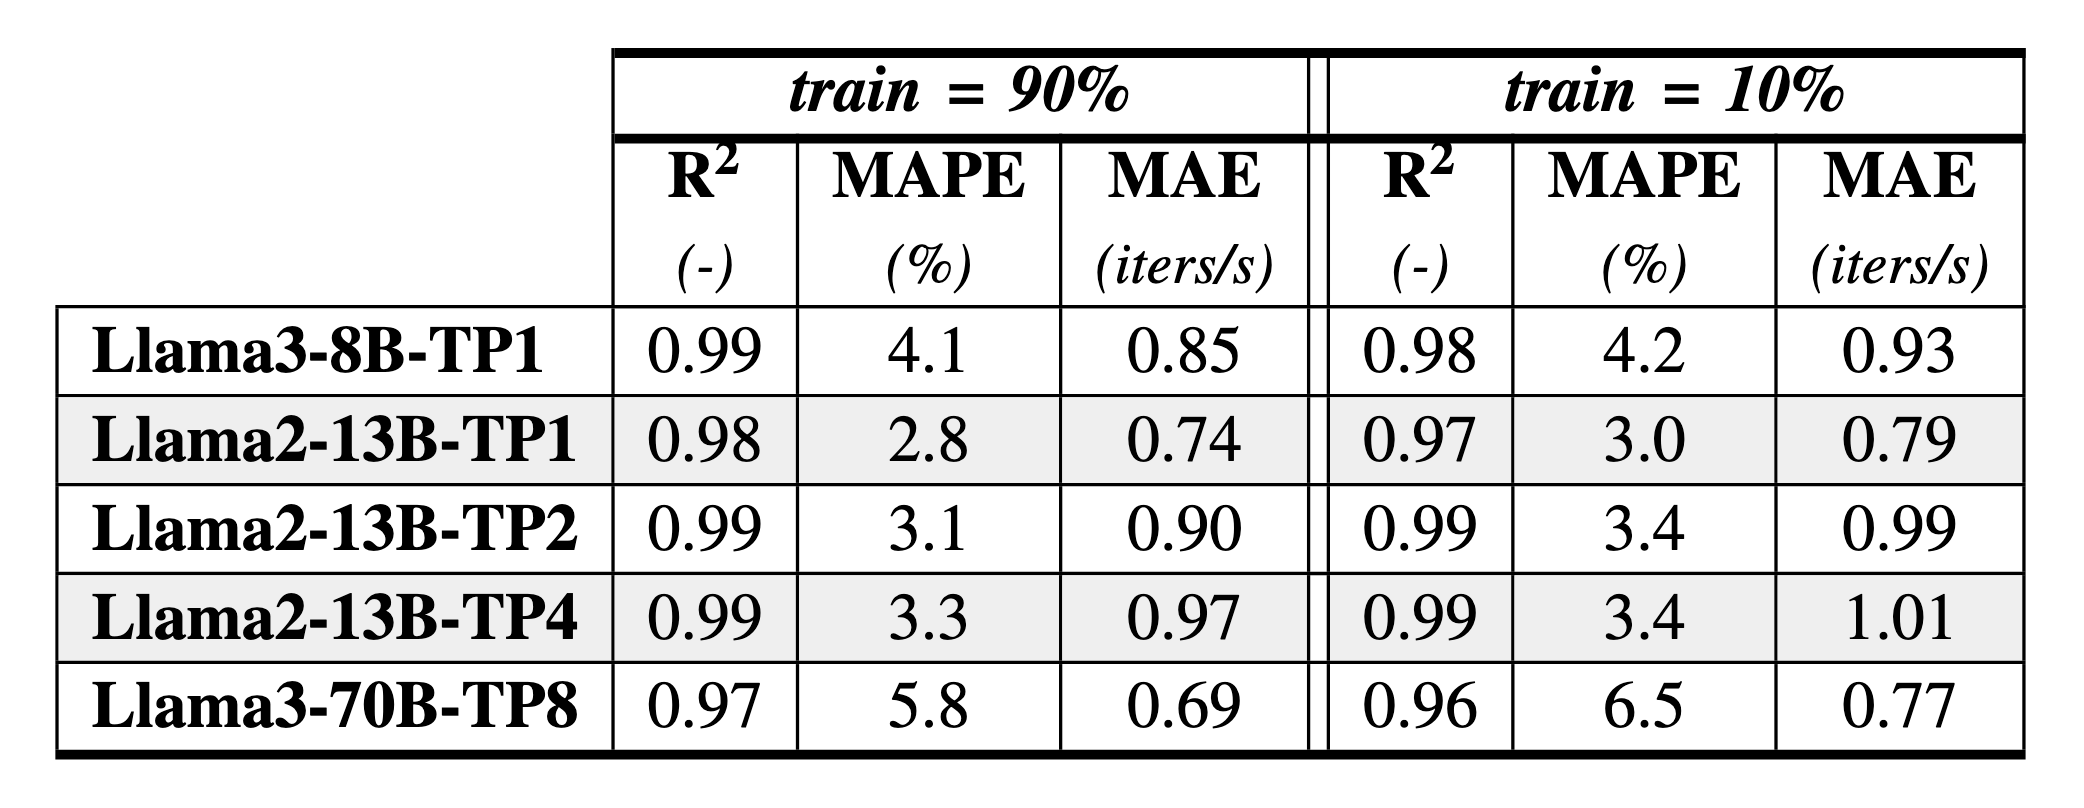 train = 90% train = 10%
R² MAPE MAE R² MAPE MAE
(-) (%) (iters/s) (-) (%) (iters/s)
Llama3-8B-TP1 0.99 4.1 0.85 0.98 4.2 0.93
Llama2-13B-TP1 0.98 2.8 0.74 0.97 3.0 0.79
Llama2-13B-TP2 0.99 3.1 0.90 0.99 3.4 0.99
Llama2-13B-TP4 0.99 3.3 0.97 0.99 3.4 1.01
Llama3-70B-TP8 0.97 5.8 0.69 0.96 6.5 0.77